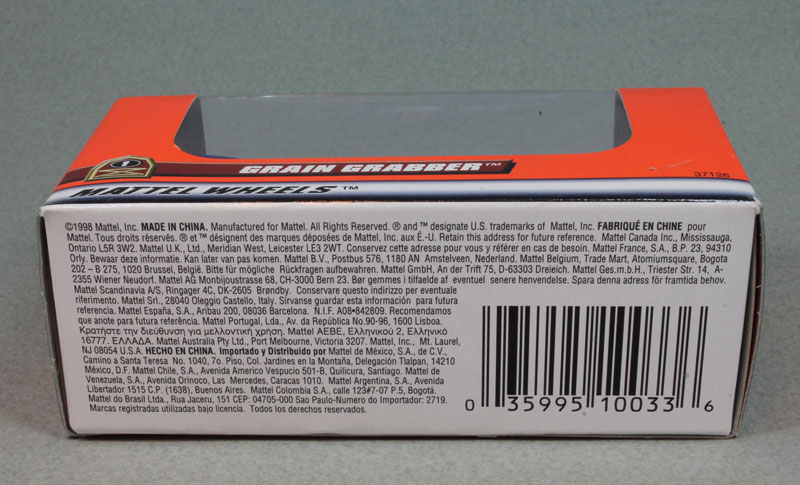 1
GRAIN GRABBER™
37126
MATTEL WHEELS™
©1998 Mattel, Inc. MADE IN CHINA. Manufactured for Mattel. All Rights Reserved. ® and ™ designate U.S. trademarks of Mattel, Inc. FABRIQUÉ EN CHINE pour
Mattel. Tous droits réservés. ® et ™ désignent des marques déposées de Mattel, Inc. aux É.-U. Retain this address for future reference. Mattel Canada Inc., Mississauga,
Ontario L5R 3W2. Mattel U.K., Ltd., Meridian West, Leicester LE3 2WT. Conservez cette adresse pour vous y référer en cas de besoin. Mattel France, S.A., B.P. 23, 94310
Orly. Bewaar deze informatie. Kan later van pas komen. Mattel B.V., Postbus 576, 1180 AN Amstelveen, Nederland. Mattel Belgium, Trade Mart, Atomiumsquare, Bogota
202 – B 275, 1020 Brussel, België. Bitte für mögliche Rückfragen aufbewahren. Mattel GmbH, An der Trift 75, D-63303 Dreieich. Mattel Ges.m.b.H., Triester Str. 14, A-
2355 Wiener Neudorf. Mattel AG Monbijoustrasse 68, CH-3000 Bern 23. Bør gemmes i tilfaelde af eventuel senere henvendelse. Spara denna adress för framtida behov.
Mattel Scandinavia A/S, Ringager 4C, DK-2605 Brøndby. Conservare questo indirizzo per eventuale
riferimento. Mattel Srl., 28040 Oleggio Castello, Italy. Sírvanse guardar esta información para futura
referencia. Mattel España, S.A., Aribau 200, 08036 Barcelona. N.I.F. A08•842809. Recomendamos
que anote para futura referência. Mattel Portugal, Lda., Av. da República No.90-96, 1600 Lisboa.
Κρατήστε την διεύθυνση για μελλοντική χρήση. Mattel AEBE, Ελληνικού 2, Ελληνικό
16777. ΕΛΛΑΔΑ. Mattel Australia Pty Ltd., Port Melbourne, Victoria 3207. Mattel, Inc., Mt. Laurel,
NJ 08054 U.S.A. HECHO EN CHINA. Importado y Distribuido por Mattel de México, S.A., de C.V.,
Camino a Santa Teresa No. 1040, 7o. Piso, Col. Jardines en la Montaña, Delegación Tlalpan, 14210
México, D.F. Mattel Chile, S.A., Avenida Americo Vespucio 501-B, Quilicura, Santiago. Mattel de
Venezuela, S.A., Avenida Orinoco, Las Mercedes, Caracas 1010. Mattel Argentina, S.A., Avenida
Libertador 1515 C.P. (1638), Buenos Aires. Mattel Colombia S.A., calle 123#7-07 P.5, Bogotá.
Mattel do Brasil Ltda., Rua Jaceru, 151 CEP: 04705-000 Sao Paulo-Numero do Importador: 2719.
Marcas registradas utilizadas bajo licencia. Todos los derechos reservados.
0 35995 10033 6